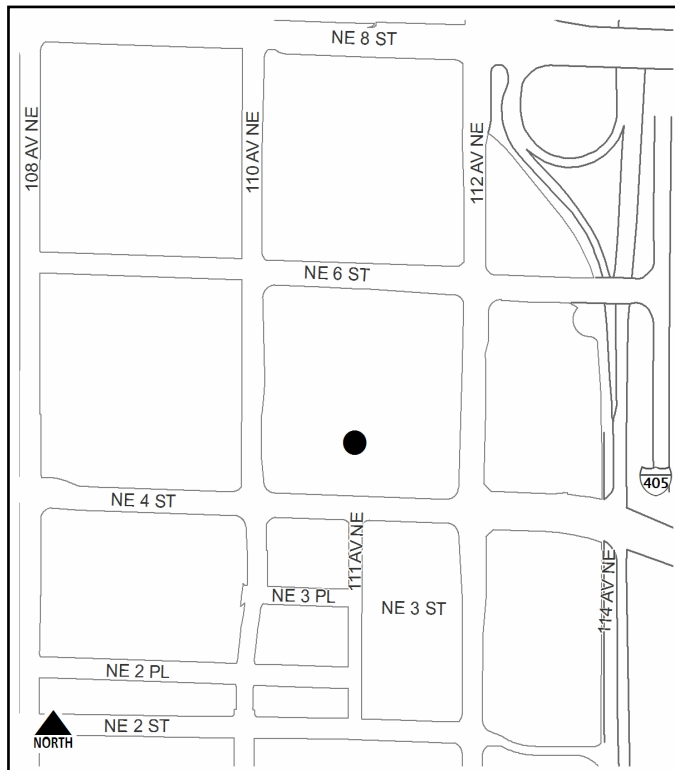 NE 8 ST
108 AV NE
110 AV NE
112 AV NE
NE 6 ST
405
NE 4 ST
111 AV NE
NE 3 PL
NE 3 ST
114 AV NE
NE 2 PL
NE 2 ST
NORTH